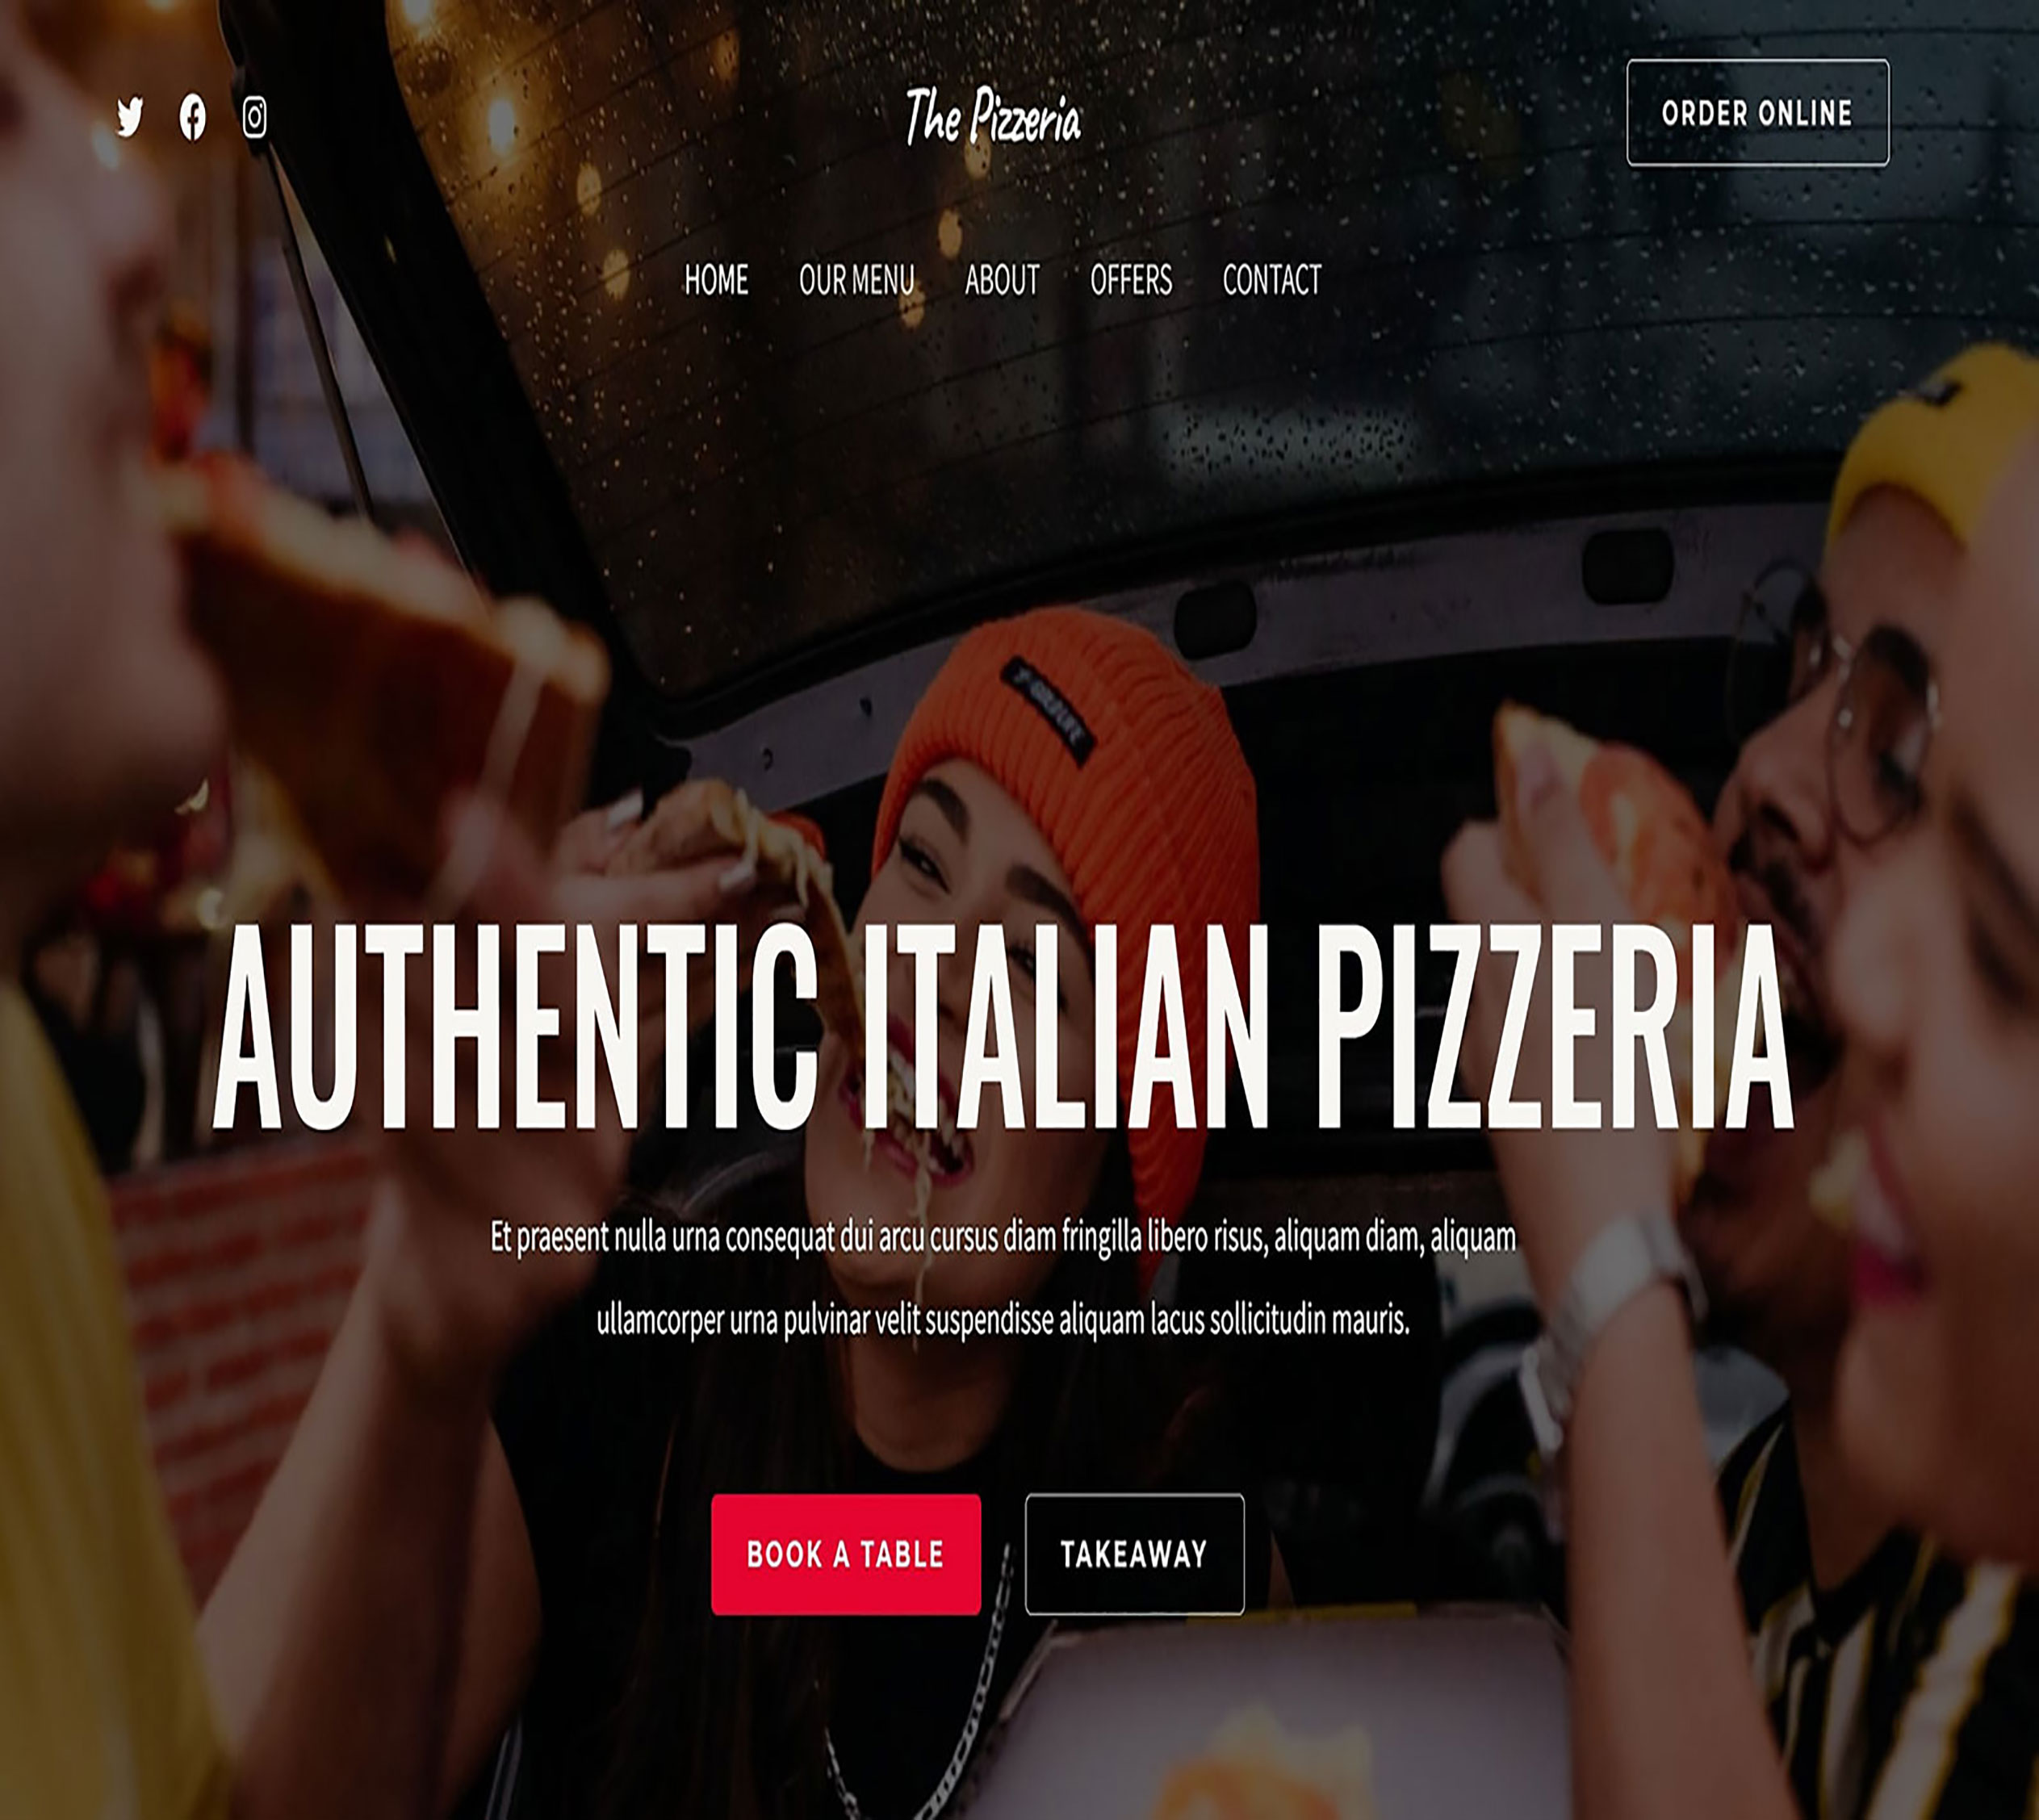 The Pizzeria
ORDER ONLINE
HOME OUR MENU ABOUT OFFERS CONTACT
AUTHENTIC ITALIAN PIZZERIA
Et praesent nulla urna consequat dui arcu cursus diam fringilla libero risus, aliquam diam, aliquam
ullamcorper urna pulvinar velit suspendisse aliquam lacus sollicitudin mauris.
BOOK A TABLE
TAKEAWAY